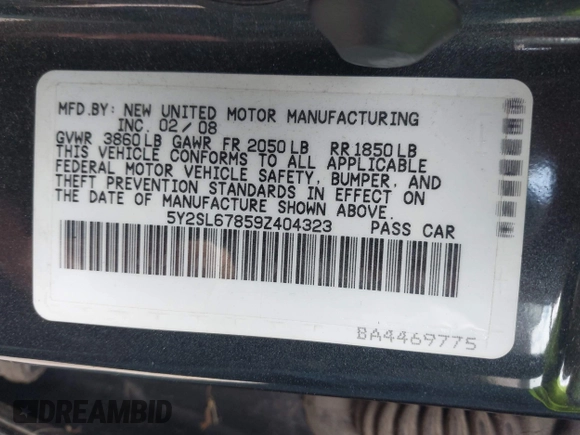 MFD.BY: NEW UNITED MOTOR MANUFACTURING
INC. 02/08
GVWR 3860LB GAWR FR 2050LB RR 1850LB
THIS VEHICLE CONFORMS TO ALL APPLICABLE
FEDERAL MOTOR VEHICLE SAFETY, BUMPER, AND
THEFT PREVENTION STANDARDS IN EFFECT ON
THE DATE OF MANUFACTURE SHOWN ABOVE.
5Y2SL67859Z404323 PASS CAR
BA4469775
DREAMBID